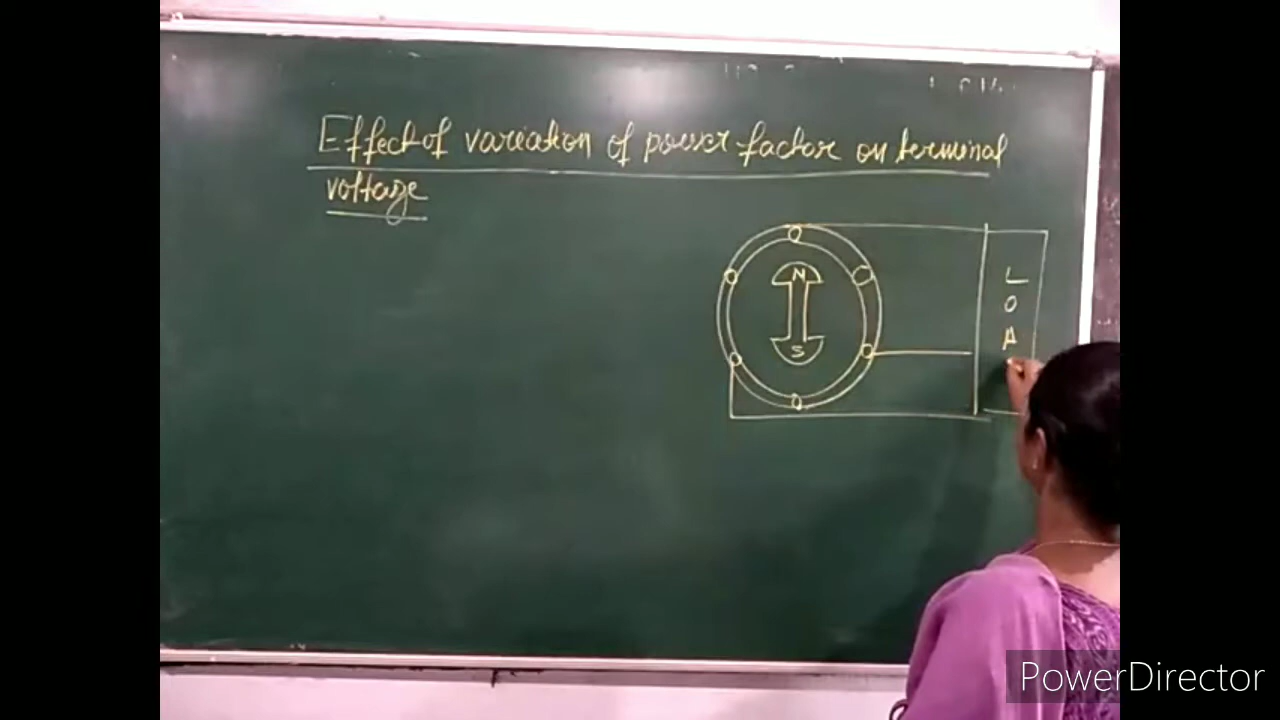 Effect of variation of power factor on terminal
voltage
N
S
L
O
A
PowerDirector